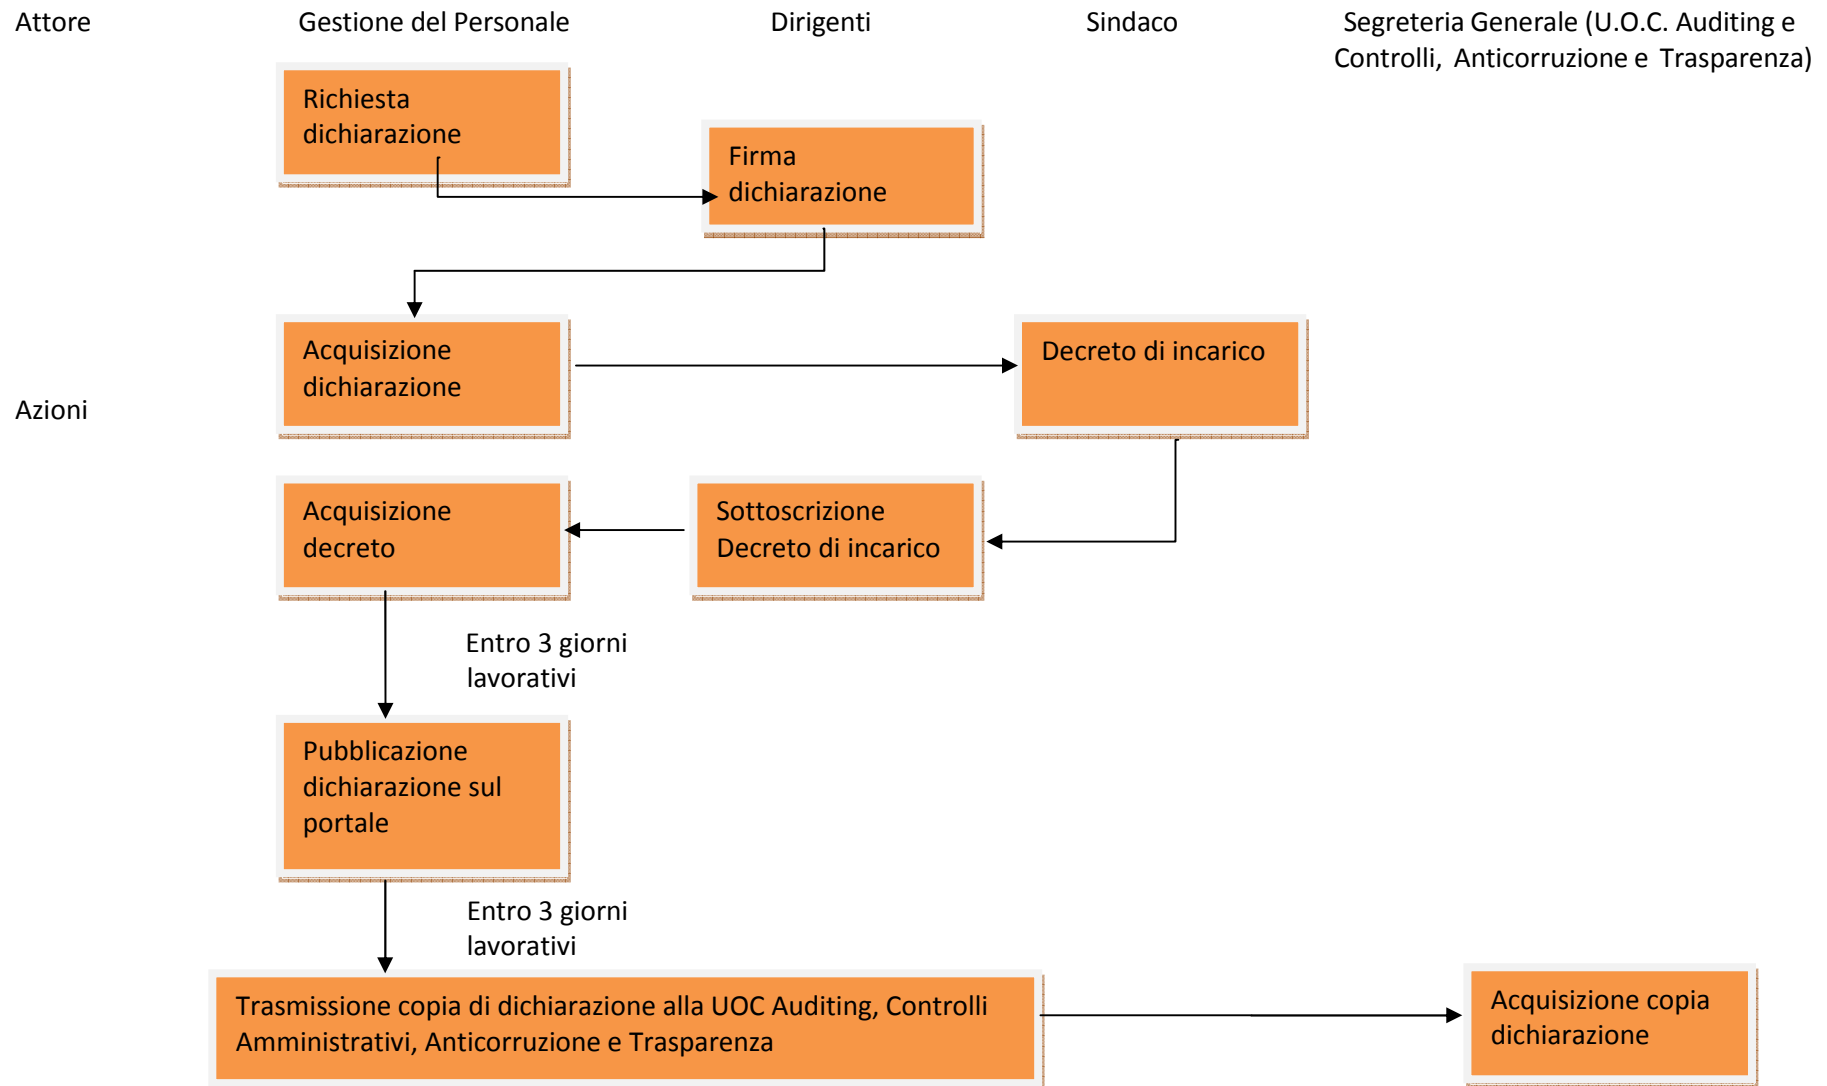 Attore
Gestione del Personale
Dirigenti
Sindaco
Segreteria Generale (U.O.C. Auditing e
Controlli, Anticorruzione e Trasparenza)
Richiesta
dichiarazione
Firma
dichiarazione
Acquisizione
dichiarazione
Decreto di incarico
Azioni
Acquisizione
decreto
Sottoscrizione
Decreto di incarico
Entro 3 giorni
lavorativi
Pubblicazione
dichiarazione sul
portale
Entro 3 giorni
lavorativi
Trasmissione copia di dichiarazione alla UOC Auditing, Controlli
Amministrativi, Anticorruzione e Trasparenza
Acquisizione copia
dichiarazione